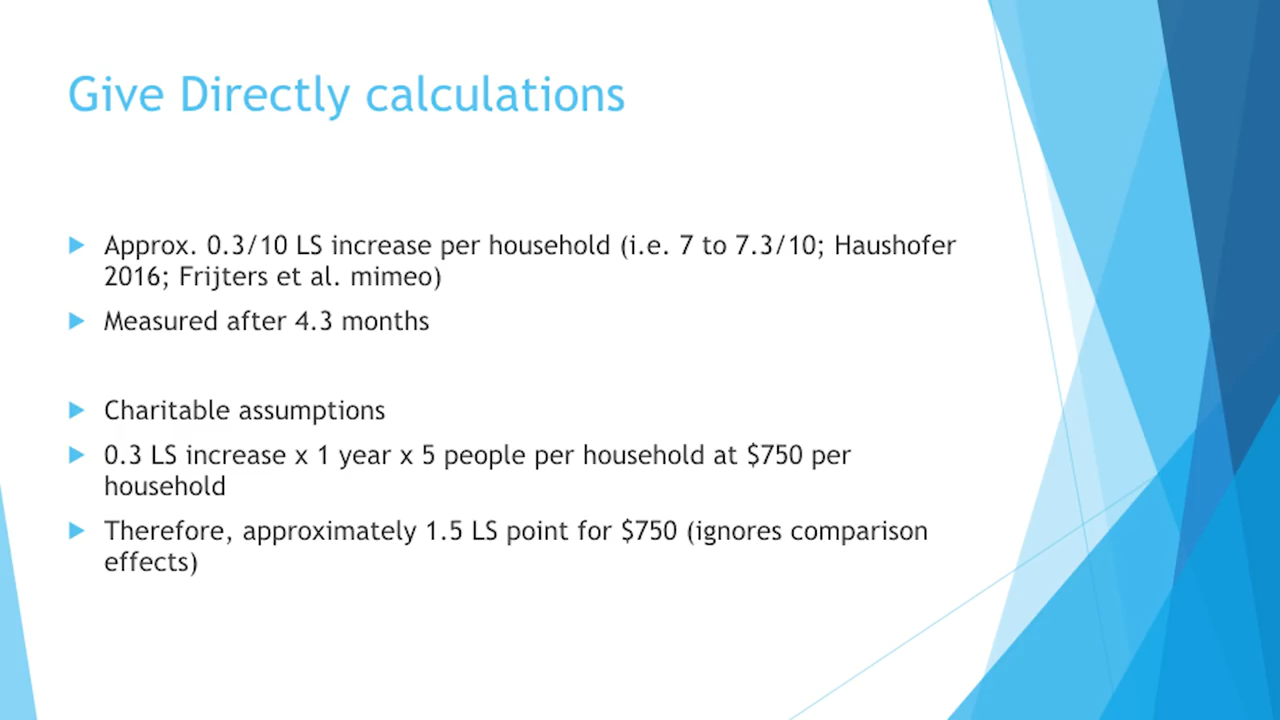 Give Directly calculations
Approx. 0.3/10 LS increase per household (i.e. 7 to 7.3/10; Haushofer
2016; Frijters et al. mimeo)
Measured after 4.3 months
Charitable assumptions
0.3 LS increase x 1 year x 5 people per household at $750 per
household
Therefore, approximately 1.5 LS point for $750 (ignores comparison
effects)